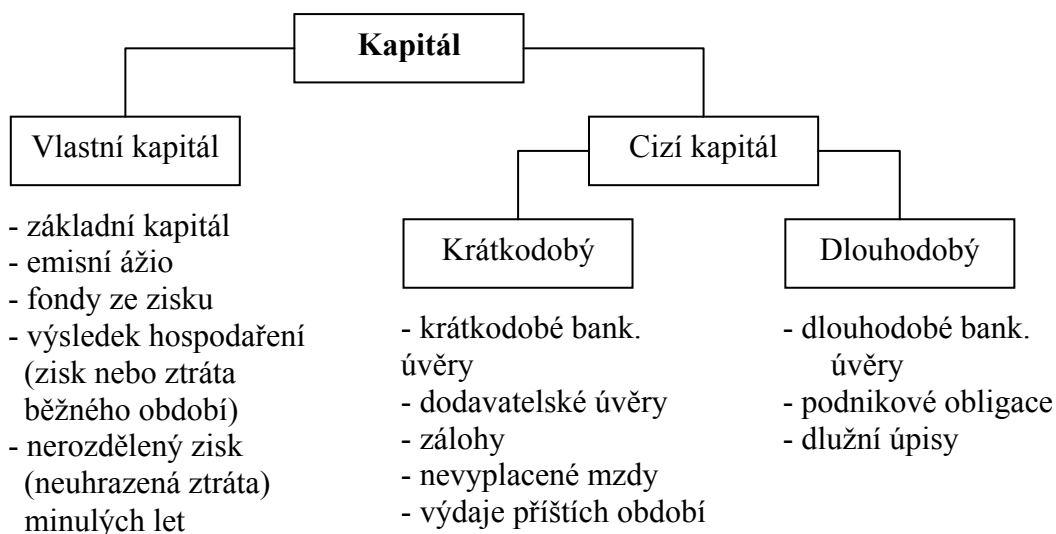 Kapitál
Vlastní kapitál
Cizí kapitál
- základní kapitál
- emisní ážio
- fondy ze zisku
- výsledek hospodaření
(zisk nebo ztráta
běžného období)
- nerozdělený zisk
(neuhrazená ztráta)
minulých let
Krátkodobý
- krátkodobé bank.
úvěry
- dodavatelské úvěry
- zálohy
- nevyplacené mzdy
- výdaje příštích období
Dlouhodobý
- dlouhodobé bank.
úvěry
- podnikové obligace
- dlužní úpisy